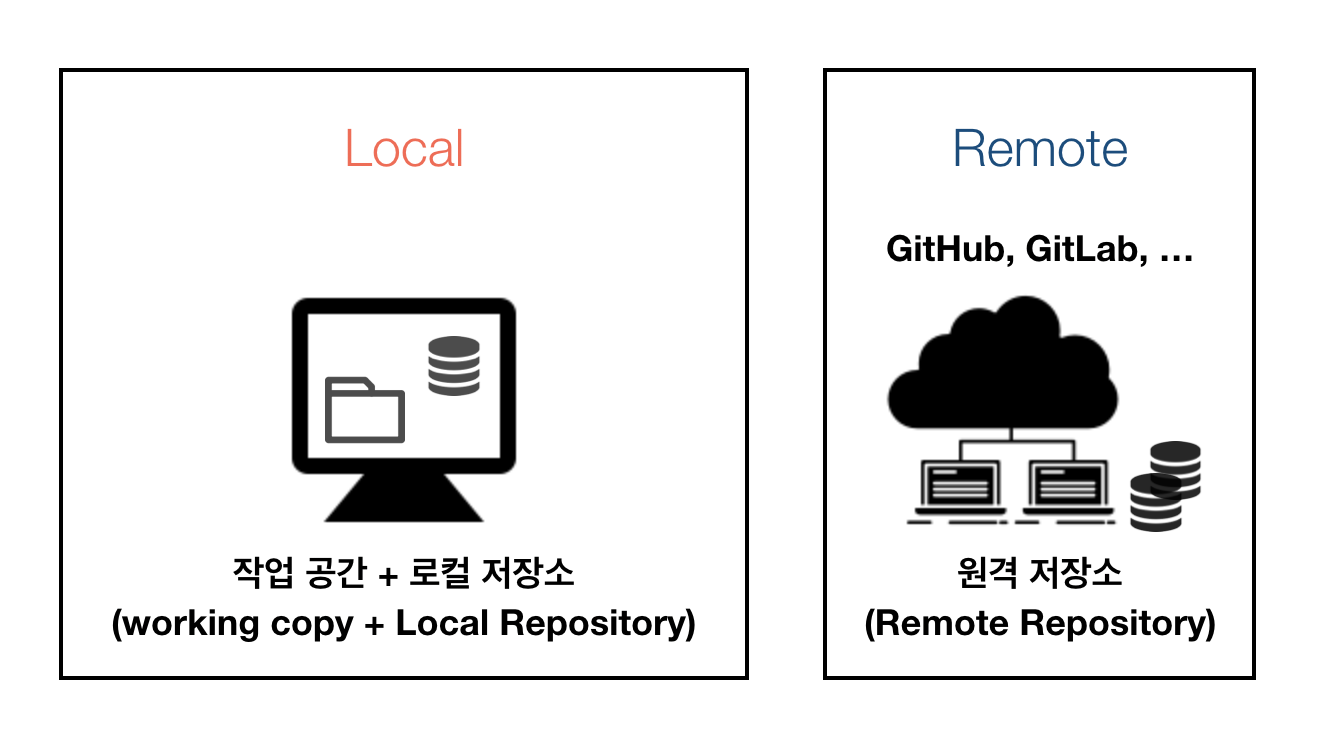 Local
작업 공간 + 로컬 저장소
(working copy + Local Repository)
Remote
GitHub, GitLab, …
원격 저장소
(Remote Repository)